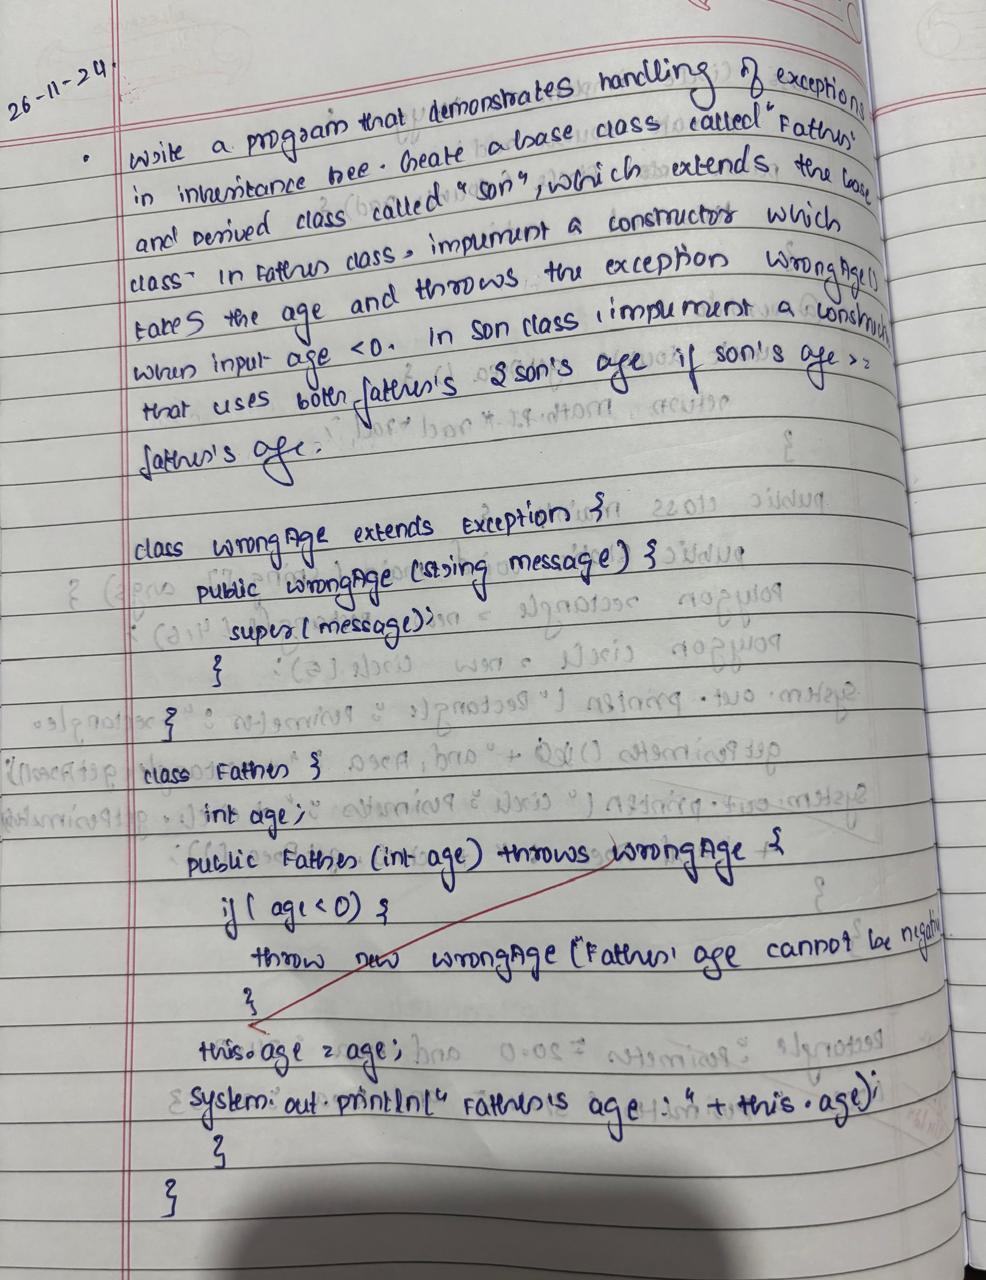 26-11-24.
• Write a program that demonstrates handling of exceptions
in inheritance tree. Create a base class called "Father"
and Derived class called "son", which extends the base
class. In Father class, implement a constructor which
takes the age and throws the exception WrongAge()
when input age <0. In son class, implement a construct
that uses both father's & son's age if son's age >=
father's age.
class WrongAge extends Exception {
public WrongAge (String message) {
super(message);
}
}
class Father {
int age;
public Father (int age) throws WrongAge {
if( age<0) {
throw new WrongAge ("Father' age cannot be negativ
}
this.age = age;
System.out.println(" Father's age : " + this.age);
}
}